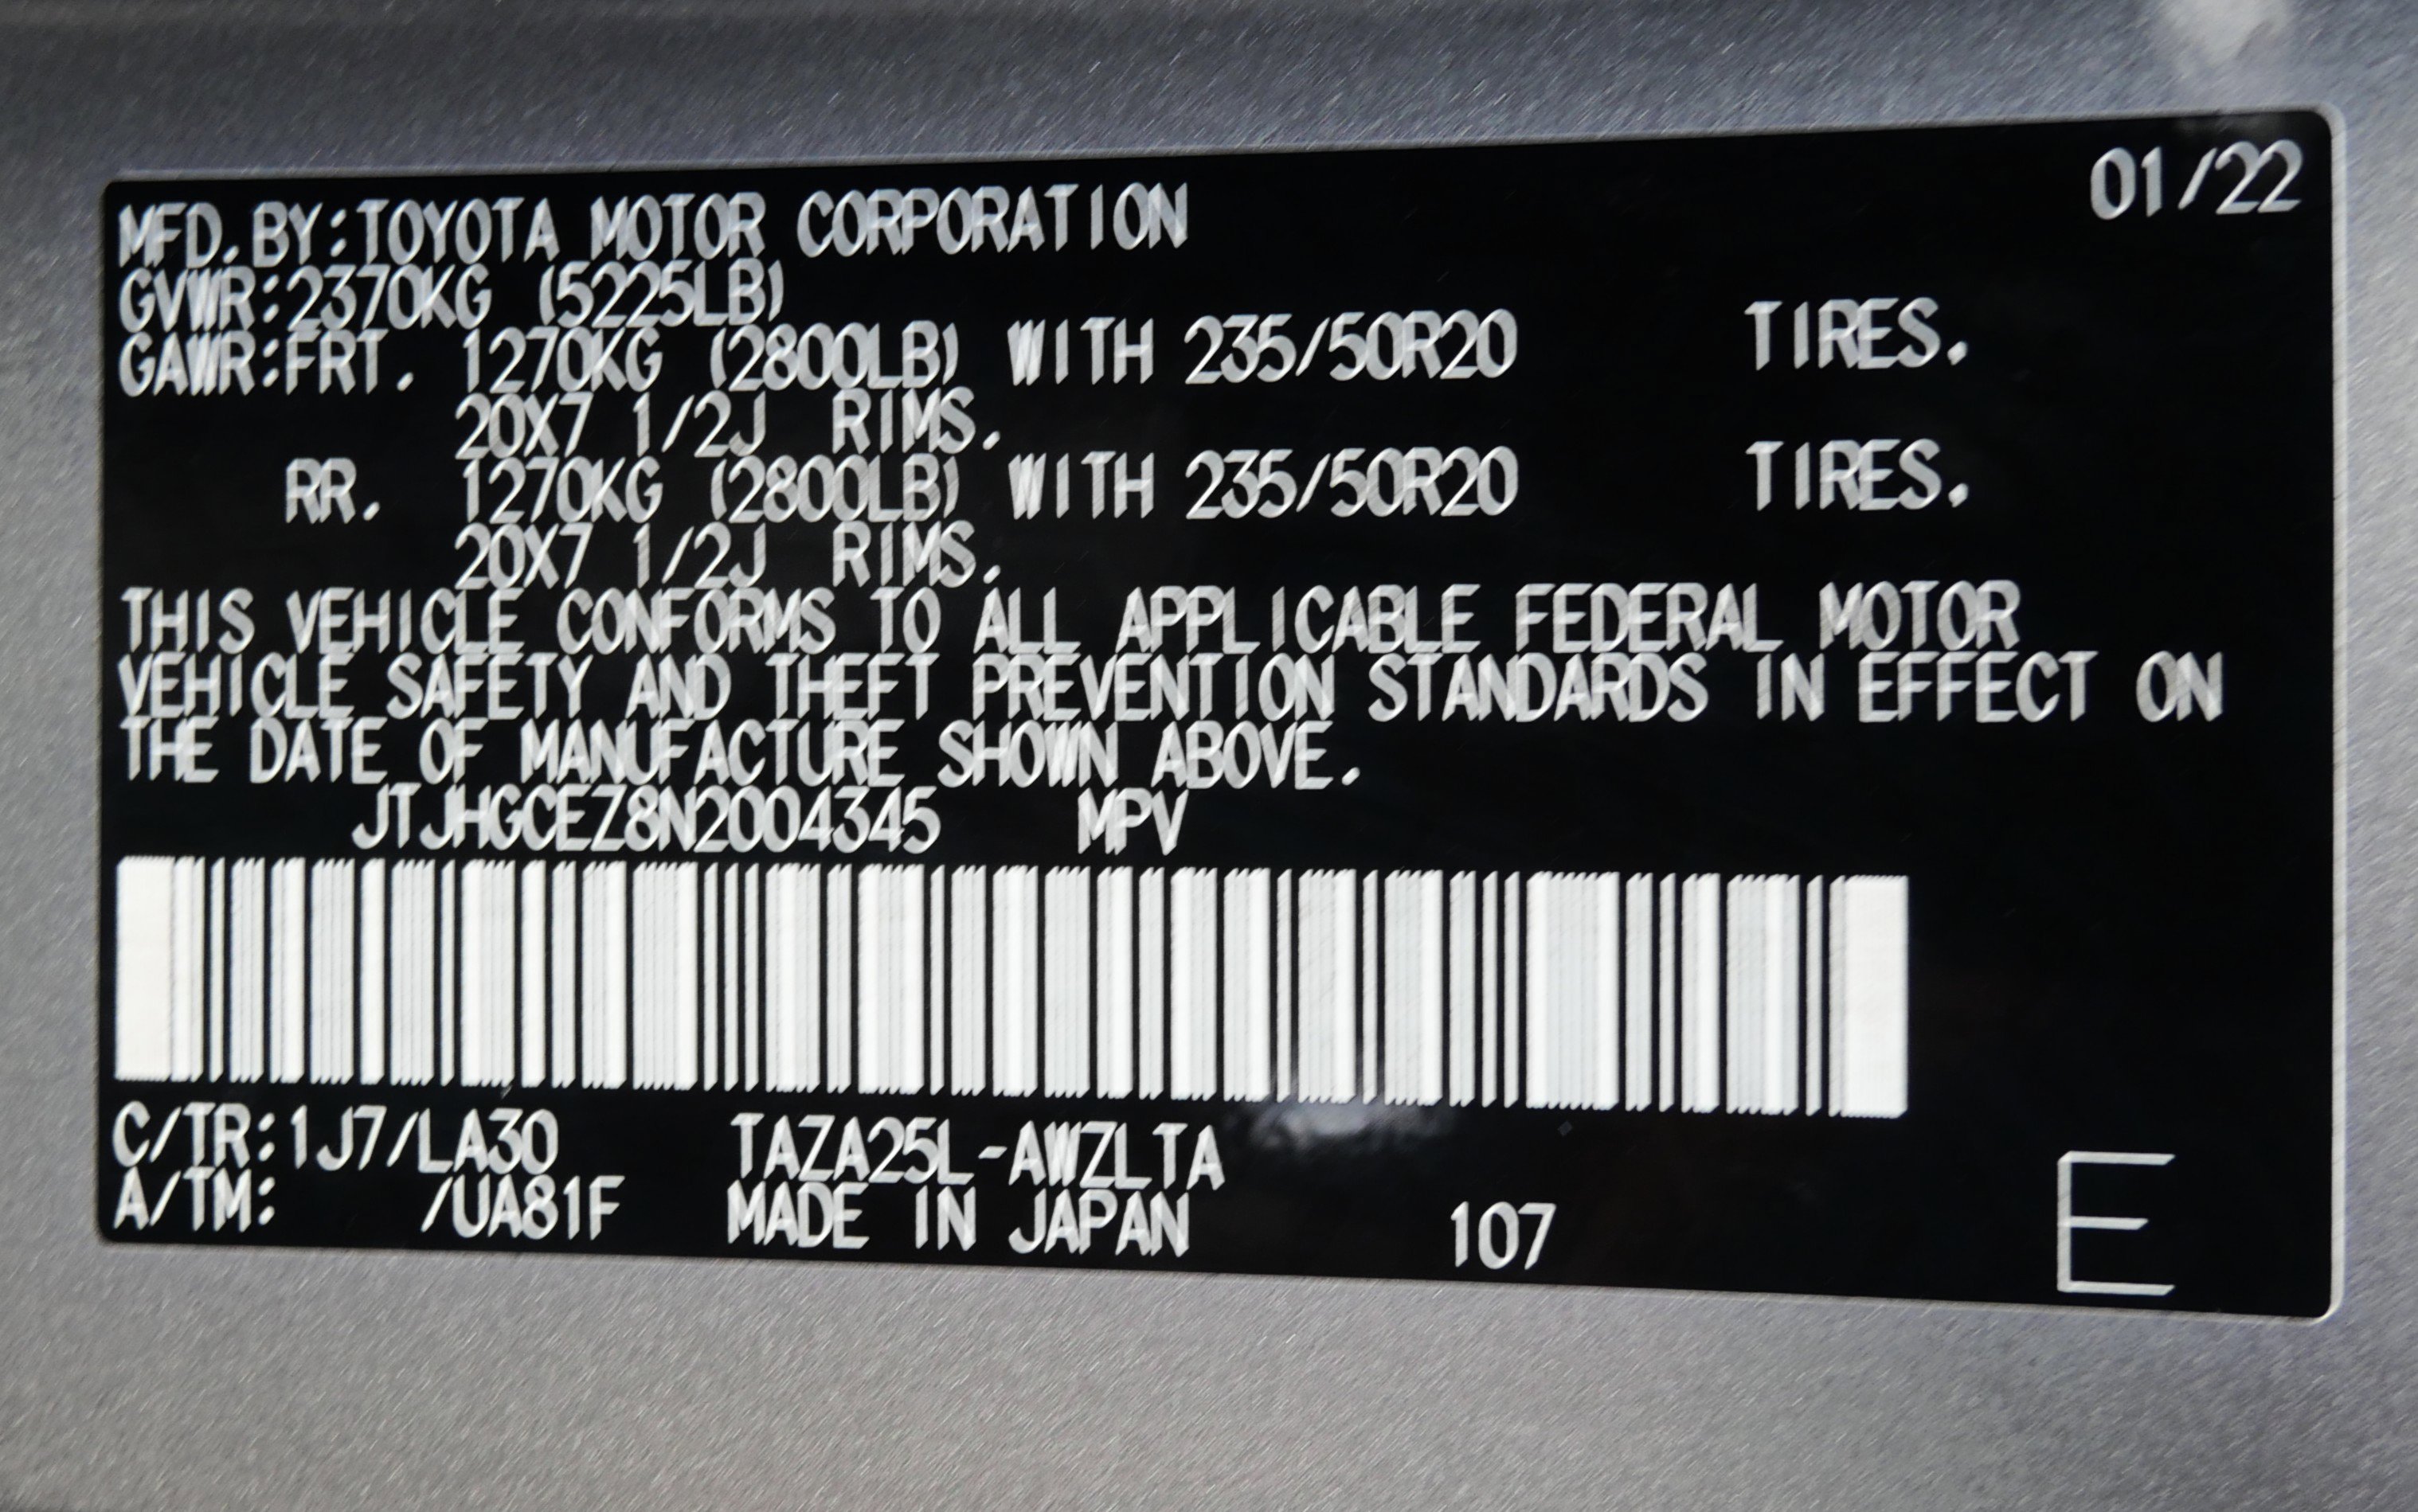 01/22
MFD.BY:TOYOTA MOTOR CORPORATION
GVWR:2370KG (5225LB)
GAWR:FRT. 1270KG (2800LB) WITH 235/50R20 TIRES.
20X7 1/2J RIMS.
RR. 1270KG (2800LB) WITH 235/50R20 TIRES.
20X7 1/2J RIMS.
THIS VEHICLE CONFORMS TO ALL APPLICABLE FEDERAL MOTOR
VEHICLE SAFETY AND THEFT PREVENTION STANDARDS IN EFFECT ON
THE DATE OF MANUFACTURE SHOWN ABOVE.
JTJHGCEZ8N2004345 MPV
C/TR:1J7/LA30 TAZA25L-AWZLTA
A/TM: /UA81F MADE IN JAPAN 107 E